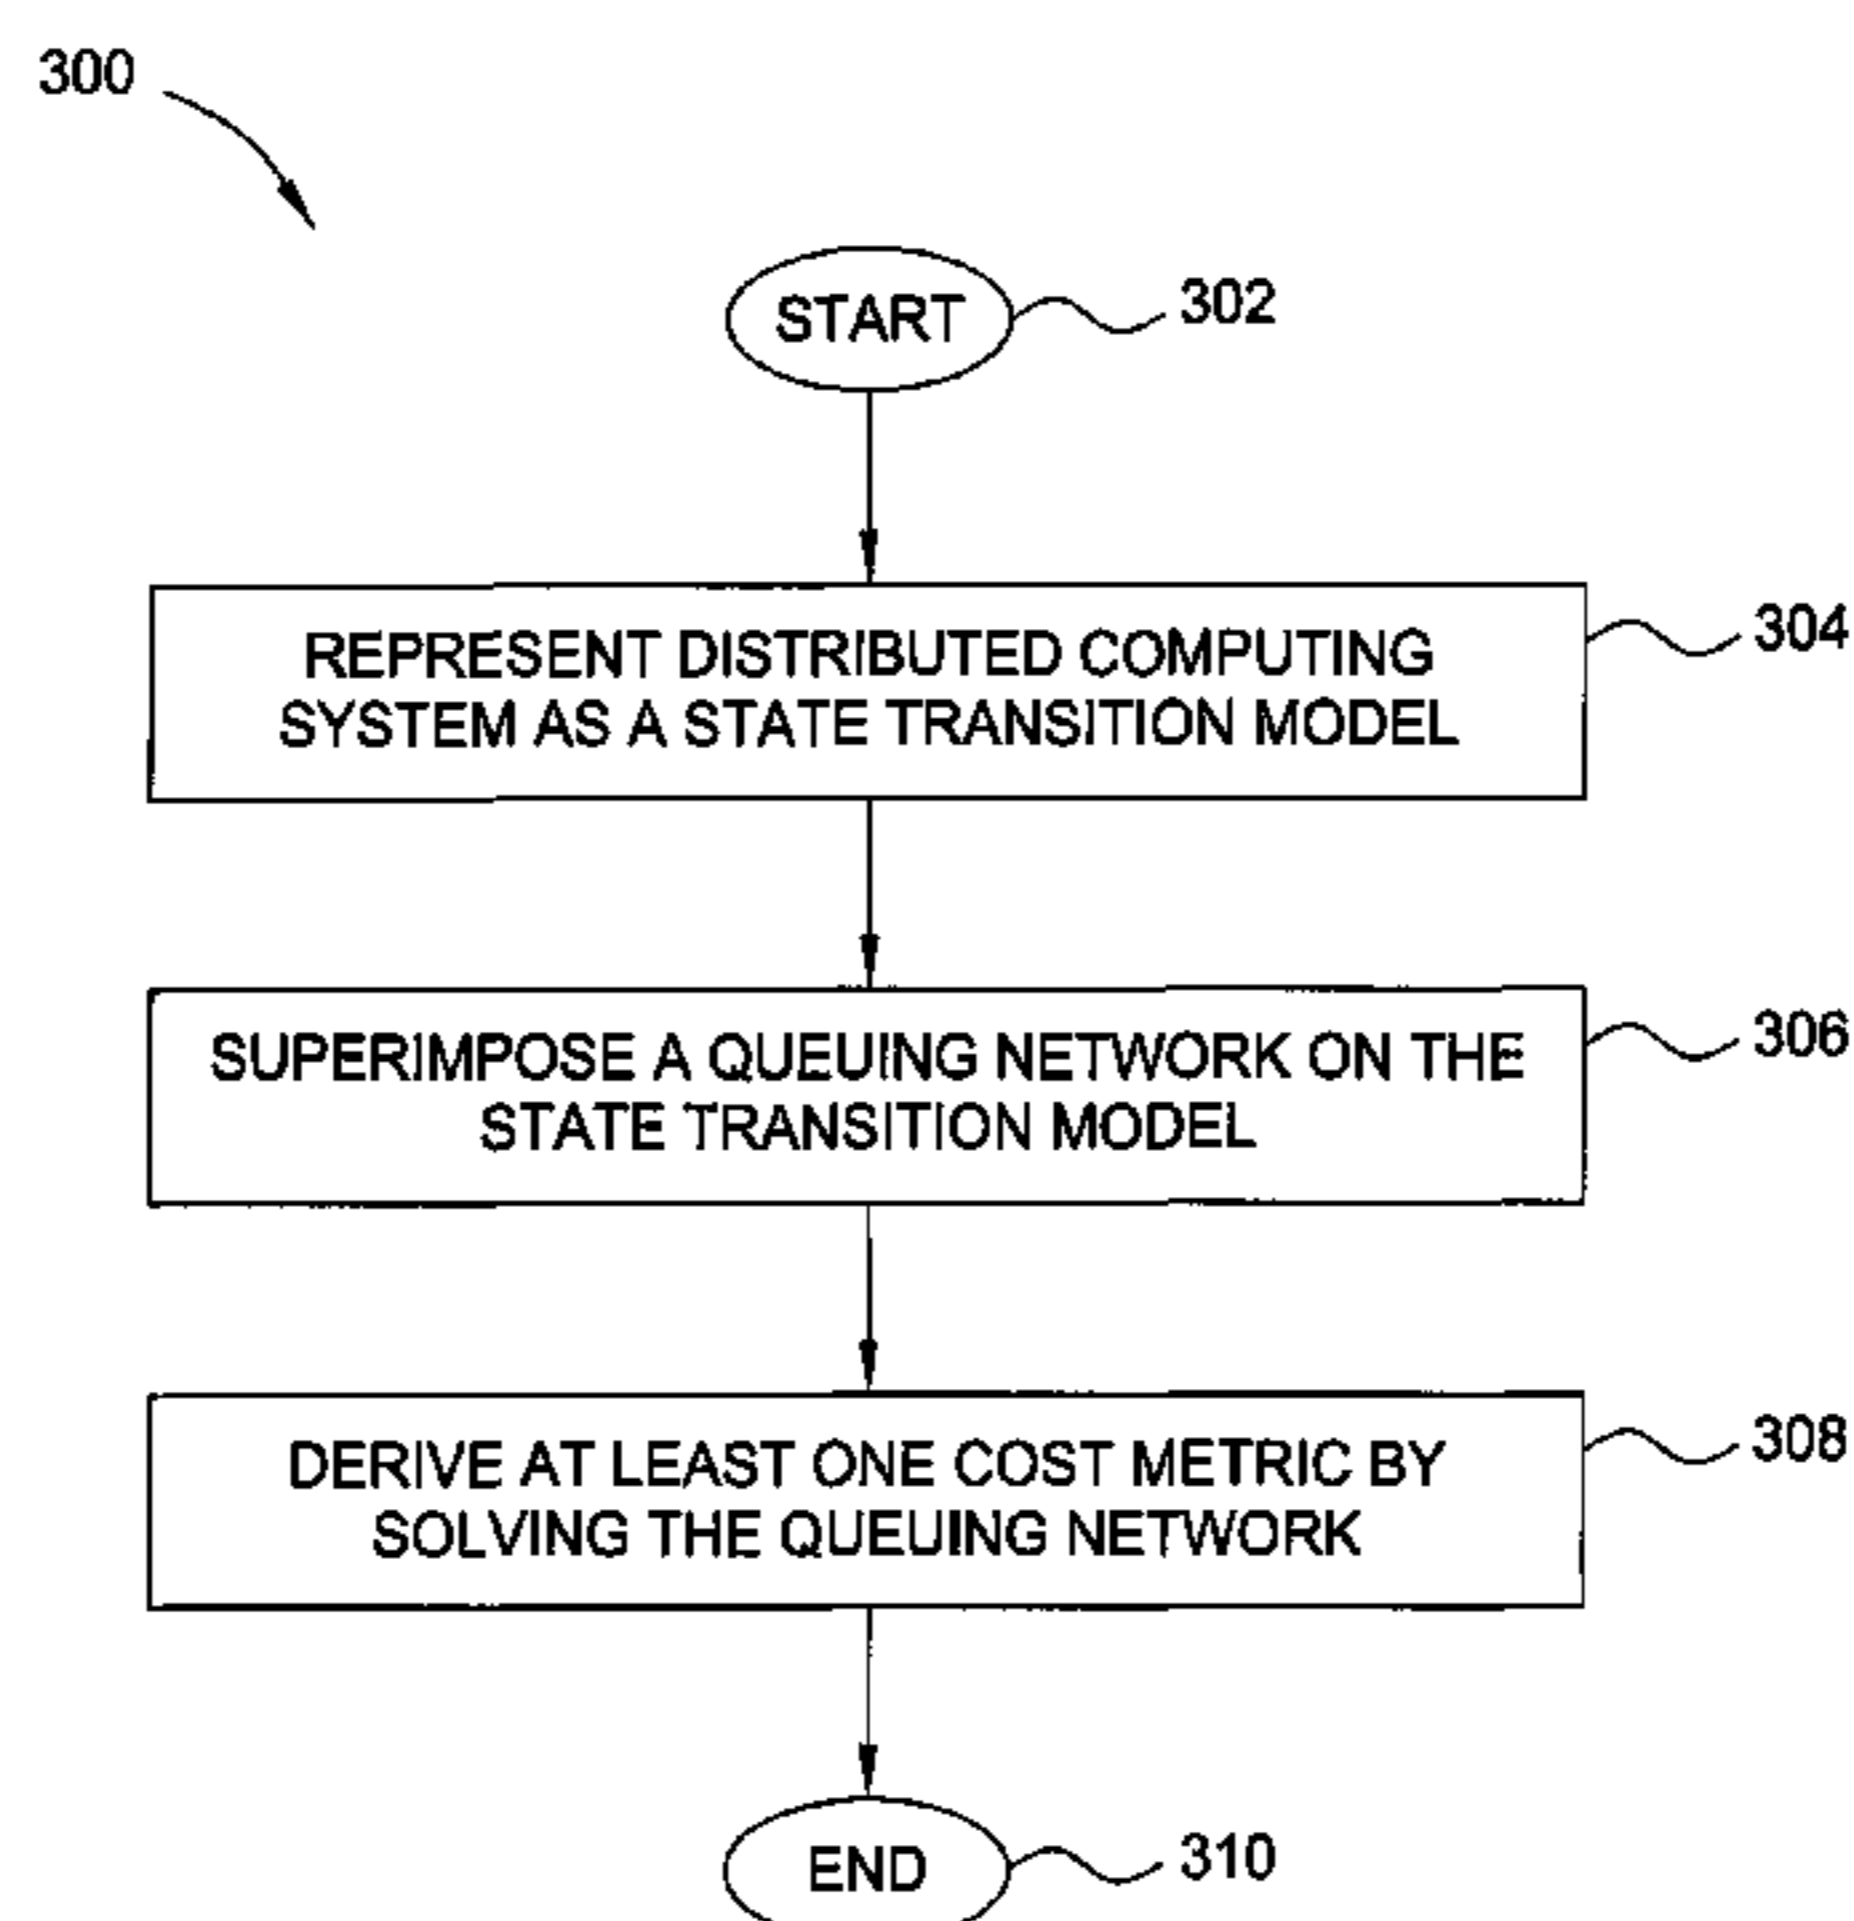 300
START
302
REPRESENT DISTRIBUTED COMPUTING
SYSTEM AS A STATE TRANSITION MODEL
304
SUPERIMPOSE A QUEUING NETWORK ON THE
STATE TRANSITION MODEL
306
DERIVE AT LEAST ONE COST METRIC BY
SOLVING THE QUEUING NETWORK
308
END
310